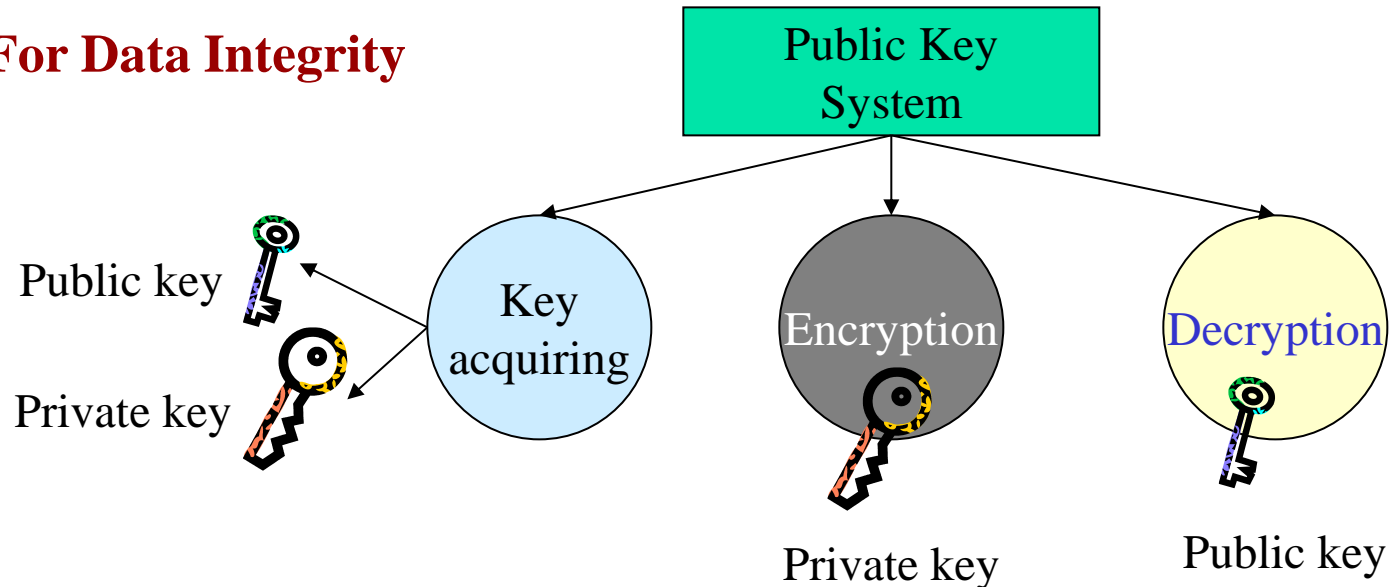 For Data Integrity
Public Key
System
Public key
Private key
Key
acquiring
Encryption
Decryption
Private key
Public key